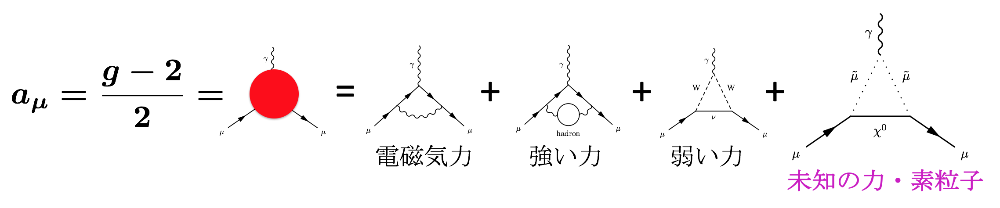 a_μ = (g − 2)/2 = γ μ μ = γ μ μ + γ μ μ hadron + γ W W ν μ μ + γ μ̃ μ̃ χ⁰ μ μ
電磁気力 強い力 弱い力
未知の力・素粒子